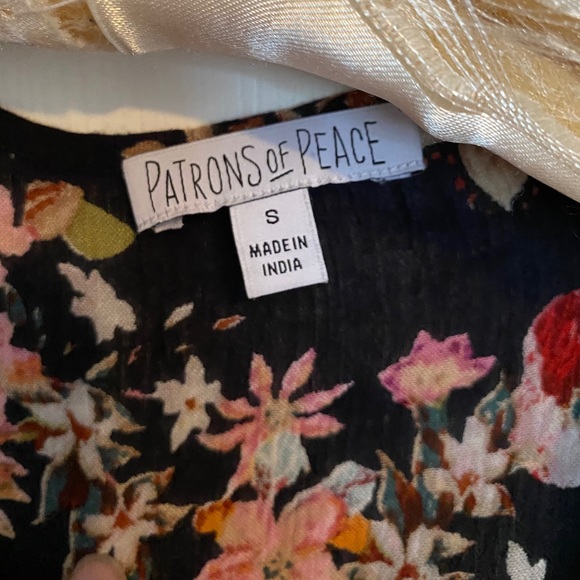 PATRONS OF PEACE
S
MADE IN
INDIA